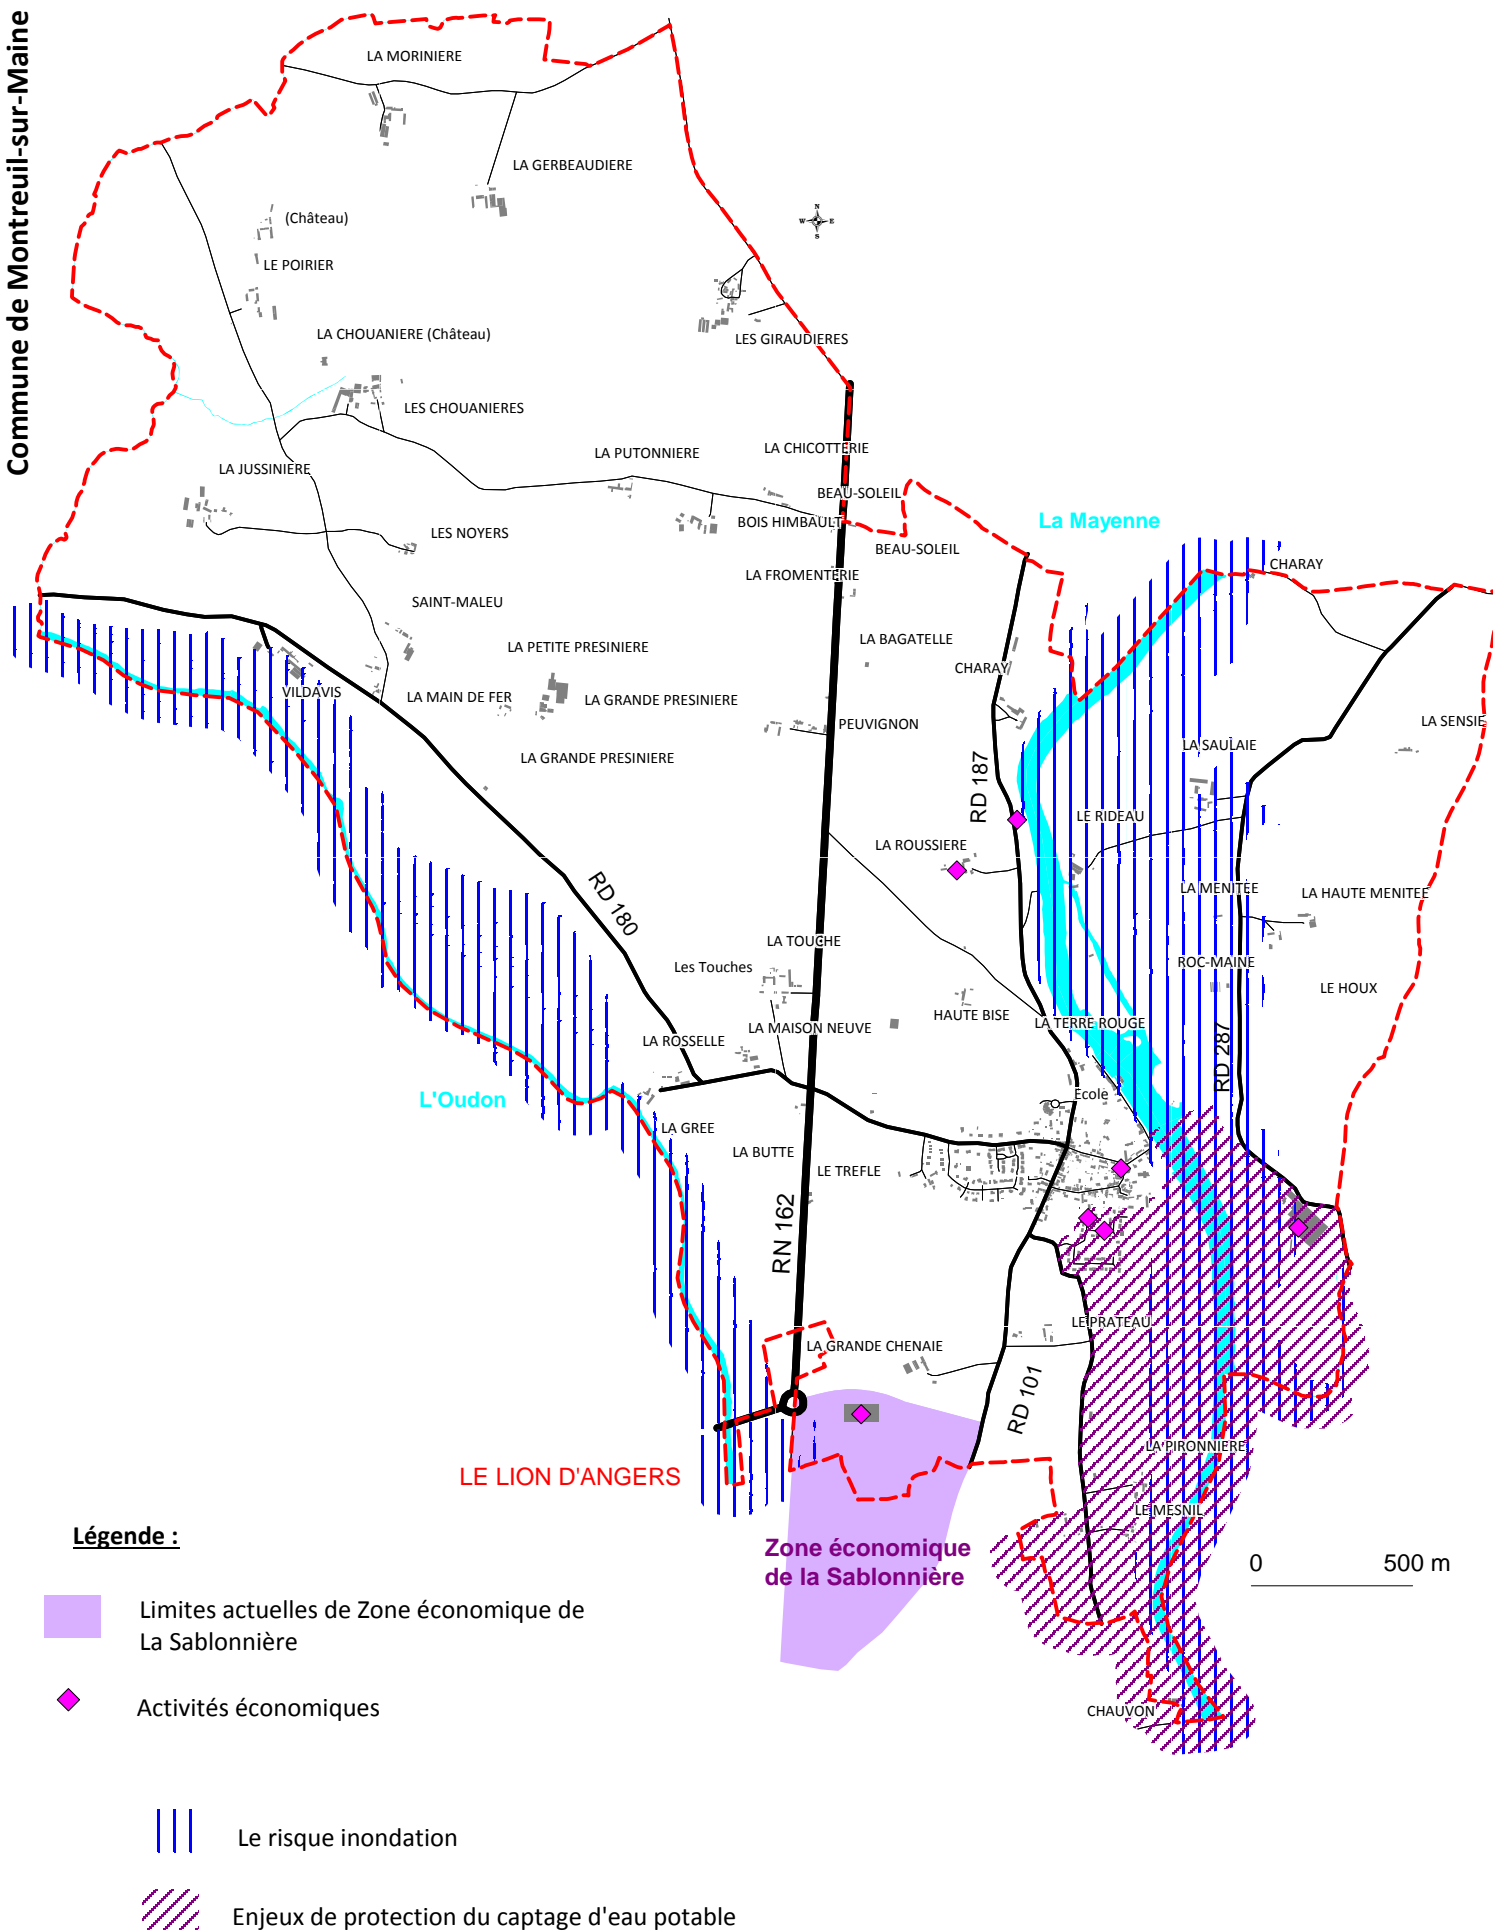 Commune de Montreuil-sur-Maine
LA MORINIERE
LA GERBEAUDIERE
(Château)
N
W E
S
LE POIRIER
LA CHOUANIERE (Château)
LES GIRAUDIERES
LES CHOUANIERES
LA CHICOTTERIE
LA PUTONNIERE
LA JUSSINIERE
BEAU-SOLEIL
BOIS HIMBAULT
La Mayenne
LES NOYERS
BEAU-SOLEIL
CHARAY
LA FROMENTERIE
SAINT-MALEU
LA BAGATELLE
LA PETITE PRESINIERE
CHARAY
VILDAVIS
LA MAIN DE FER
LA GRANDE PRESINIERE
PEUVIGNON
LA SENSIE
LA SAULAIE
LA GRANDE PRESINIERE
RD 187
LE RIDEAU
LA ROUSSIERE
LA MENITEE
LA HAUTE MENITEE
RD 180
LA TOUCHE
Les Touches
ROC-MAINE
LE HOUX
HAUTE BISE
LA TERRE ROUGE
LA MAISON NEUVE
LA ROSSELLE
RD 287
L'Oudon
Ecole
LA GREE
LA BUTTE
LE TREFLE
RN 162
LE PRATEAU
LA GRANDE CHENAIE
RD 101
LA PIRONNIERE
LE LION D'ANGERS
LE MESNIL
Zone économique
de la Sablonnière
0 500 m
CHAUVON
Légende :
Limites actuelles de Zone économique de
La Sablonnière
Activités économiques
Le risque inondation
Enjeux de protection du captage d'eau potable